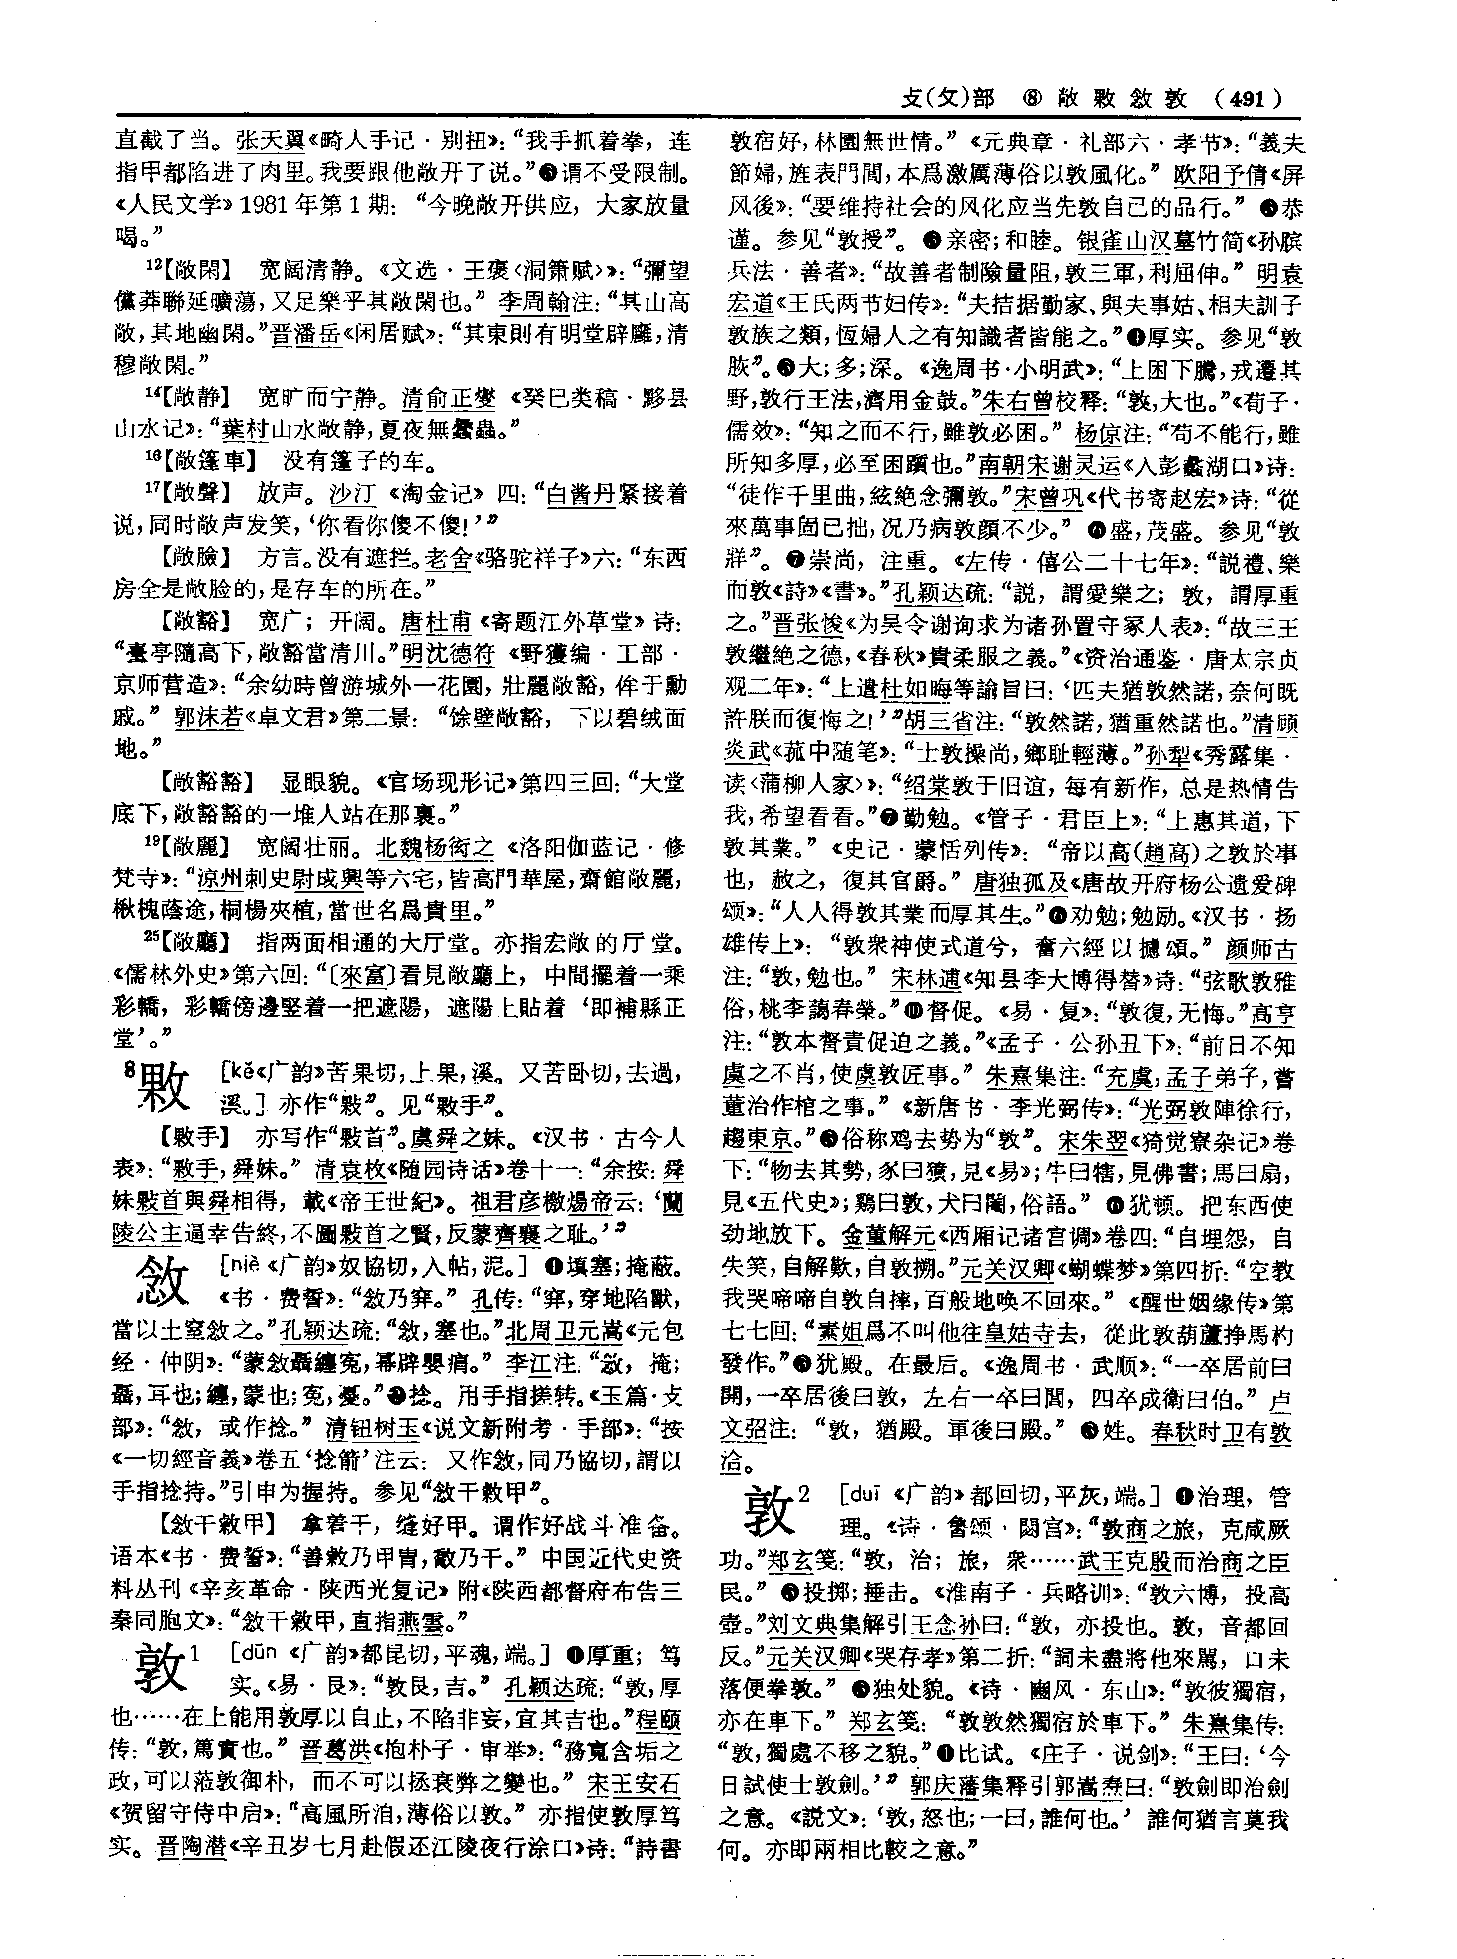 攴(攵)部 ⑧ 敞敤敜敦 (491)
直截了当。张天翼《畸人手记·别扭》：“我手抓着拳，连
指甲都陷进了肉里。我要跟他敞开了说。”❸谓不受限制。
《人民文学》1981年第1期：“今晚敞开供应，大家放量
喝。”
¹²【敞閑】 宽阔清静。《文选·王褒〈洞箫赋〉》：“彌望
儻莽聯延曠蕩，又足樂乎其敞閑也。”李周翰注：“其山高
敞，其地幽閑。”晋潘岳《闲居赋》：“其東則有明堂辟廱，清
穆敞閑。”
¹⁴【敞静】 宽旷而宁静。清俞正燮《癸巳类稿·黟县
山水记》：“葉村山水敞静，夏夜無蠹蟲。”
¹⁶【敞篷車】 没有篷子的车。
¹⁷【敞聲】 放声。沙汀《淘金记》四：“白酱丹紧接着
说，同时敞声发笑，‘你看你傻不傻！’”
【敞臉】 方言。没有遮拦。老舍《骆驼祥子》六：“东西
房全是敞脸的，是存车的所在。”
【敞豁】 宽广；开阔。唐杜甫《寄题江外草堂》诗：
“臺亭隨高下，敞豁當清川。”明沈德符《野獲编·工部·
京师营造》：“余幼時曾游城外一花園，壯麗敞豁，侔于勳
戚。”郭沫若《卓文君》第二景：“馀壁敞豁，下以碧绒面
地。”
【敞豁豁】 显眼貌。《官场现形记》第四三回：“大堂
底下，敞豁豁的一堆人站在那裏。”
¹⁹【敞麗】 宽阔壮丽。北魏杨衒之《洛阳伽蓝记·修
梵寺》：“涼州刺史尉成興等六宅，皆高門華屋，齋館敞麗，
楸槐蔭途，桐楊夾植，當世名爲貴里。”
²⁵【敞廳】 指两面相通的大厅堂。亦指宏敞的厅堂。
《儒林外史》第六回：“〔來富〕看見敞廳上，中間擺着一乘
彩轎，彩轎傍邊竪着一把遮陽，遮陽上貼着‘即補縣正
堂’。”
⁸敤 [kě《广韵》苦果切，上果，溪。又苦卧切，去過，
溪。]亦作“㪃”。见“敤手”。
【敤手】 亦写作“㪃首”。虞舜之妹。《汉书·古今人
表》：“敤手，舜妹。”清袁枚《随园诗话》卷十一：“余按：舜
妹㪃首與舜相得，載《帝王世紀》。祖君彦檄煬帝云：‘蘭
陵公主逼幸告終，不圖㪃首之賢，反蒙齊襄之耻。’”
敜 [niè《广韵》奴協切，入帖，泥。]❶填塞；掩蔽。
《书·费誓》：“敜乃穽。”孔传：“穽，穿地陷獸，
當以土窒敜之。”孔颖达疏：“敜，塞也。”北周卫元嵩《元包
经·仲阴》：“蒙敜聶纏冤，幂辟嬰痟。”李江注：“敜，掩；
聶，耳也；纏，蒙也；冤，憂。”❷捻。用手指搓转。《玉篇·攴
部》：“敜，或作捻。”清钮树玉《说文新附考·手部》：“按
《一切經音義》卷五‘捻箭’注云：又作敜，同乃協切，謂以
手指捻持。”引申为握持。参见“敜干敹甲”。
【敜干敹甲】 拿着干，缝好甲。谓作好战斗准备。
语本《书·费誓》：“善敹乃甲胄，敿乃干。”中国近代史资
料丛刊《辛亥革命·陕西光复记》附《陕西都督府布告三
秦同胞文》：“敜干敹甲，直指燕雲。”
敦¹ [dūn《广韵》都昆切，平魂，端。]❶厚重；笃
实。《易·艮》：“敦艮，吉。”孔颖达疏：“敦，厚
也……在上能用敦厚以自止，不陷非妄，宜其吉也。”程颐
传：“敦，篤實也。”晋葛洪《抱朴子·审举》：“務寬含垢之
政，可以蒞敦御朴，而不可以拯衰弊之變也。”宋王安石
《贺留守侍中启》：“高風所泊，薄俗以敦。”亦指使敦厚笃
实。晋陶潜《辛丑岁七月赴假还江陵夜行涂口》诗：“詩書
敦宿好，林園無世情。”《元典章·礼部六·孝节》：“義夫
節婦，旌表門閭，本爲激厲薄俗以敦風化。”欧阳予倩《屏
风後》：“要维持社会的风化应当先敦自己的品行。”❷恭
谨。参见“敦授”。❸亲密；和睦。银雀山汉墓竹简《孙膑
兵法·善者》：“故善者制險量阻，敦三軍，利屈伸。”明袁
宏道《王氏两节妇传》：“夫拮据勤家、與夫事姑、相夫訓子
敦族之類，恆婦人之有知識者皆能之。”❹厚实。参见“敦
朊”。❺大；多；深。《逸周书·小明武》：“上困下騰，戎遷其
野，敦行王法，濟用金鼓。”朱右曾校释：“敦，大也。”《荀子·
儒效》：“知之而不行，雖敦必困。”杨倞注：“苟不能行，雖
所知多厚，必至困躓也。”南朝宋谢灵运《入彭蠡湖口》诗：
“徒作千里曲，絃絶念彌敦。”宋曾巩《代书寄赵宏》诗：“從
來萬事固已拙，况乃病敦顔不少。”❻盛，茂盛。参见“敦
牂”。❼崇尚，注重。《左传·僖公二十七年》：“説禮、樂
而敦《詩》《書》。”孔颖达疏：“説，謂愛樂之；敦，謂厚重
之。”晋张悛《为吴令谢询求为诸孙置守冢人表》：“故三王
敦繼絶之德，《春秋》貴柔服之義。”《资治通鉴·唐太宗贞
观二年》：“上遣杜如晦等諭旨曰：‘匹夫猶敦然諾，奈何既
許朕而復悔之！’”胡三省注：“敦然諾，猶重然諾也。”清顾
炎武《菰中随笔》：“士敦操尚，鄉耻輕薄。”孙犁《秀露集·
读〈蒲柳人家〉》：“绍棠敦于旧谊，每有新作，总是热情告
我，希望看看。”❼勤勉。《管子·君臣上》：“上惠其道，下
敦其業。”《史记·蒙恬列传》：“帝以高(趙高)之敦於事
也，赦之，復其官爵。”唐独孤及《唐故开府杨公遗爱碑
颂》：“人人得敦其業而厚其生。”❾劝勉；勉励。《汉书·扬
雄传上》：“敦衆神使式道兮，奮六經以攄頌。”颜师古
注：“敦，勉也。”宋林逋《知县李大博得替》诗：“弦歌敦雅
俗，桃李藹春榮。”❿督促。《易·复》：“敦復，无悔。”高亨
注：“敦本督責促迫之義。”《孟子·公孙丑下》：“前日不知
虞之不肖，使虞敦匠事。”朱熹集注：“充虞，孟子弟子，嘗
董治作棺之事。”《新唐书·李光弼传》：“光弼敦陣徐行，
趨東京。”⓫俗称鸡去势为“敦”。宋朱翌《猗觉寮杂记》卷
下：“物去其勢，豕曰豶，見《易》；牛曰犗，見佛書；馬曰扇，
見《五代史》；鷄曰敦，犬曰閹，俗語。”⓬犹顿。把东西使
劲地放下。金董解元《西厢记诸宫调》卷四：“自埋怨，自
失笑，自解歎，自敦搠。”元关汉卿《蝴蝶梦》第四折：“空教
我哭啼啼自敦自摔，百般地唤不回來。”《醒世姻缘传》第
七七回：“素姐爲不叫他往皇姑寺去，從此敦葫蘆摔馬杓
發作。”⓭犹殿。在最后。《逸周书·武顺》：“一卒居前曰
開，一卒居後曰敦，左右一卒曰閭，四卒成衛曰伯。”卢
文弨注：“敦，猶殿。軍後曰殿。”⓮姓。春秋时卫有敦
洽。
敦² [duī《广韵》都回切，平灰，端。]❶治理，管
理。《诗·鲁颂·閟宫》：“敦商之旅，克咸厥
功。”郑玄笺：“敦，治；旅，衆……武王克殷而治商之臣
民。”❷投掷；捶击。《淮南子·兵略训》：“敦六博，投高
壺。”刘文典集解引王念孙曰：“敦，亦投也。敦，音都回
反。”元关汉卿《哭存孝》第二折：“詞未盡將他來罵，口未
落便拳敦。”❸独处貌。《诗·豳风·东山》：“敦彼獨宿，
亦在車下。”郑玄笺：“敦敦然獨宿於車下。”朱熹集传：
“敦，獨處不移之貌。”❹比试。《庄子·说剑》：“王曰：‘今
日試使士敦劍。’”郭庆藩集释引郭嵩焘曰：“敦劍即治劍
之意。《説文》：‘敦，怒也；一曰，誰何也。’誰何猶言莫我
何。亦即兩相比較之意。”